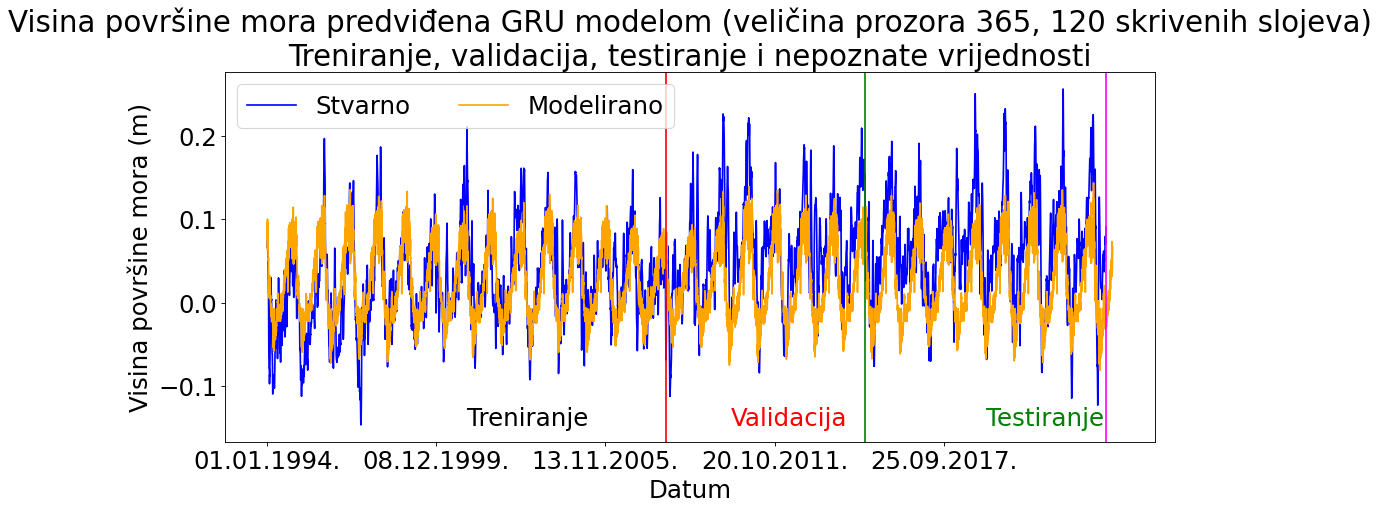 Visina površine mora predviđena GRU modelom (veličina prozora 365, 120 skrivenih slojeva)
Treniranje, validacija, testiranje i nepoznate vrijednosti
Stvarno Modelirano
Visina površine mora (m)
0.2
0.1
0.0
−0.1
Treniranje Validacija Testiranje
01.01.1994. 08.12.1999. 13.11.2005. 20.10.2011. 25.09.2017.
Datum